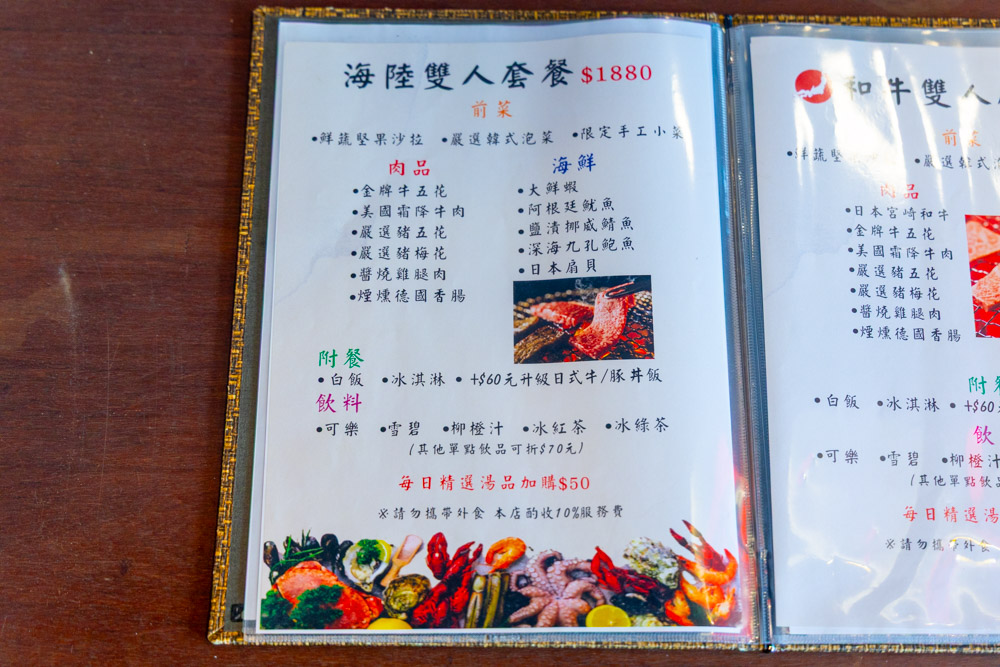 海陸雙人套餐 $1880
前菜
•鮮蔬堅果沙拉 •嚴選韓式泡菜 •限定手工小菜
肉品
•金牌牛五花
•美國霜降牛肉
•嚴選豬五花
•嚴選豬梅花
•醬燒雞腿肉
•煙燻德國香腸
海鮮
•大鮮蝦
•阿根廷魷魚
•鹽漬挪威鯖魚
•深海九孔鮑魚
•日本扇貝
附餐
•白飯 •冰淇淋 •+$60元升級日式牛/豚丼飯
飲料
•可樂 •雪碧 •柳橙汁 •冰紅茶 •冰綠茶
(其他單點飲品可折$70元)
每日精選湯品加購$50
※請勿攜帶外食 本店酌收10%服務費
和牛雙人
前菜
•鮮蔬堅 •嚴選韓式
肉品
•日本宮崎和牛
•金牌牛五花
•美國霜降牛肉
•嚴選豬五花
•嚴選豬梅花
•醬燒雞腿肉
•煙燻德國香腸
附
•白飯 •冰淇淋 •+$60
飲
•可樂 •雪碧 •柳橙汁
(其他單點飲品
每日精選湯
※請勿攜帶外食